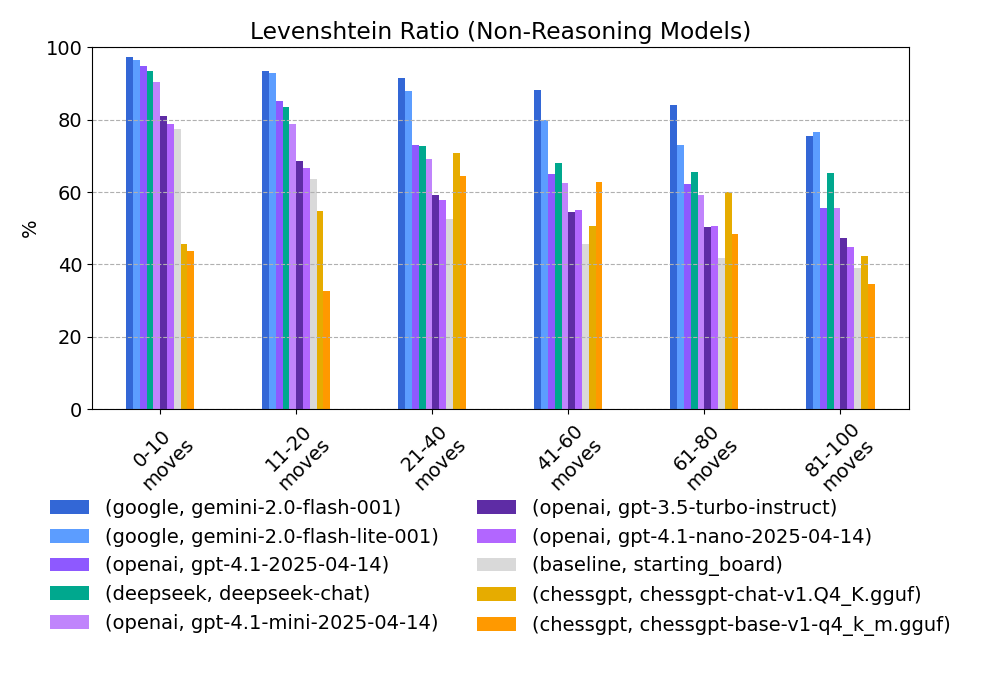 Levenshtein Ratio (Non-Reasoning Models)
100
80
60
40
20
0
%
0-10
moves
11-20
moves
21-40
moves
41-60
moves
61-80
moves
81-100
moves
(google, gemini-2.0-flash-001)
(google, gemini-2.0-flash-lite-001)
(openai, gpt-4.1-2025-04-14)
(deepseek, deepseek-chat)
(openai, gpt-4.1-mini-2025-04-14)
(openai, gpt-3.5-turbo-instruct)
(openai, gpt-4.1-nano-2025-04-14)
(baseline, starting_board)
(chessgpt, chessgpt-chat-v1.Q4_K.gguf)
(chessgpt, chessgpt-base-v1-q4_k_m.gguf)